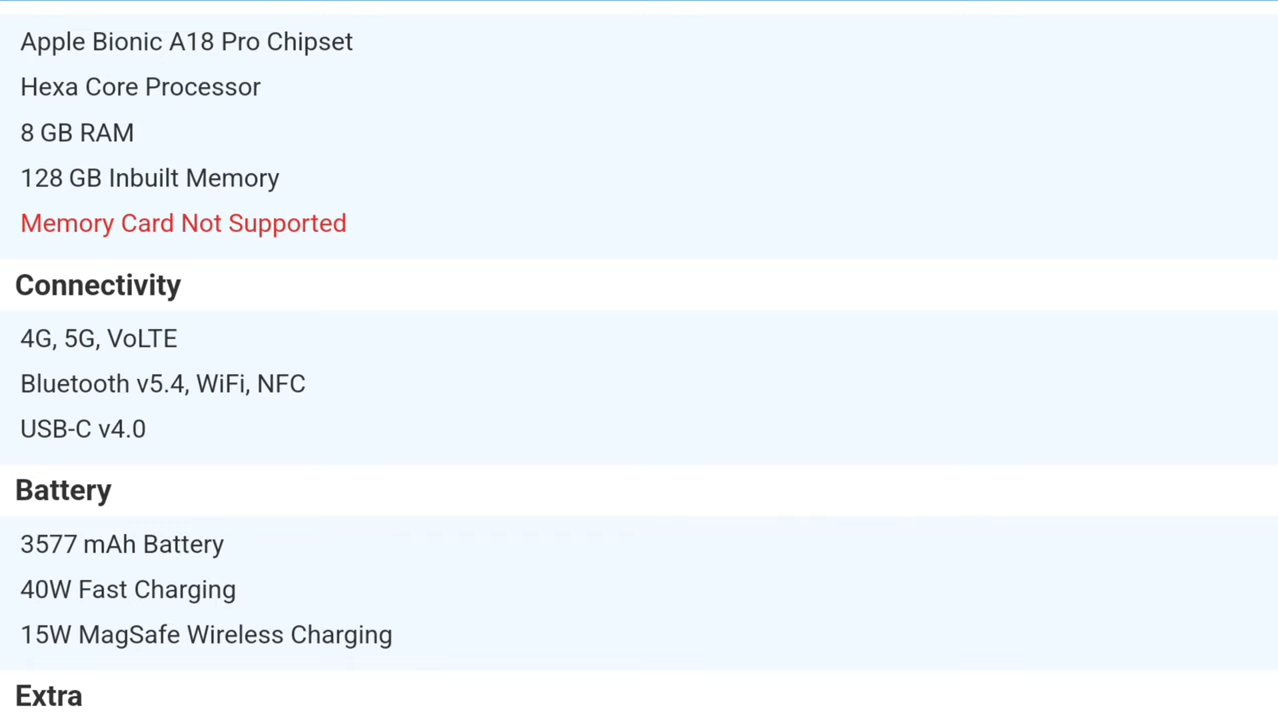 Apple Bionic A18 Pro Chipset
Hexa Core Processor
8 GB RAM
128 GB Inbuilt Memory
Memory Card Not Supported
Connectivity
4G, 5G, VoLTE
Bluetooth v5.4, WiFi, NFC
USB-C v4.0
Battery
3577 mAh Battery
40W Fast Charging
15W MagSafe Wireless Charging
Extra